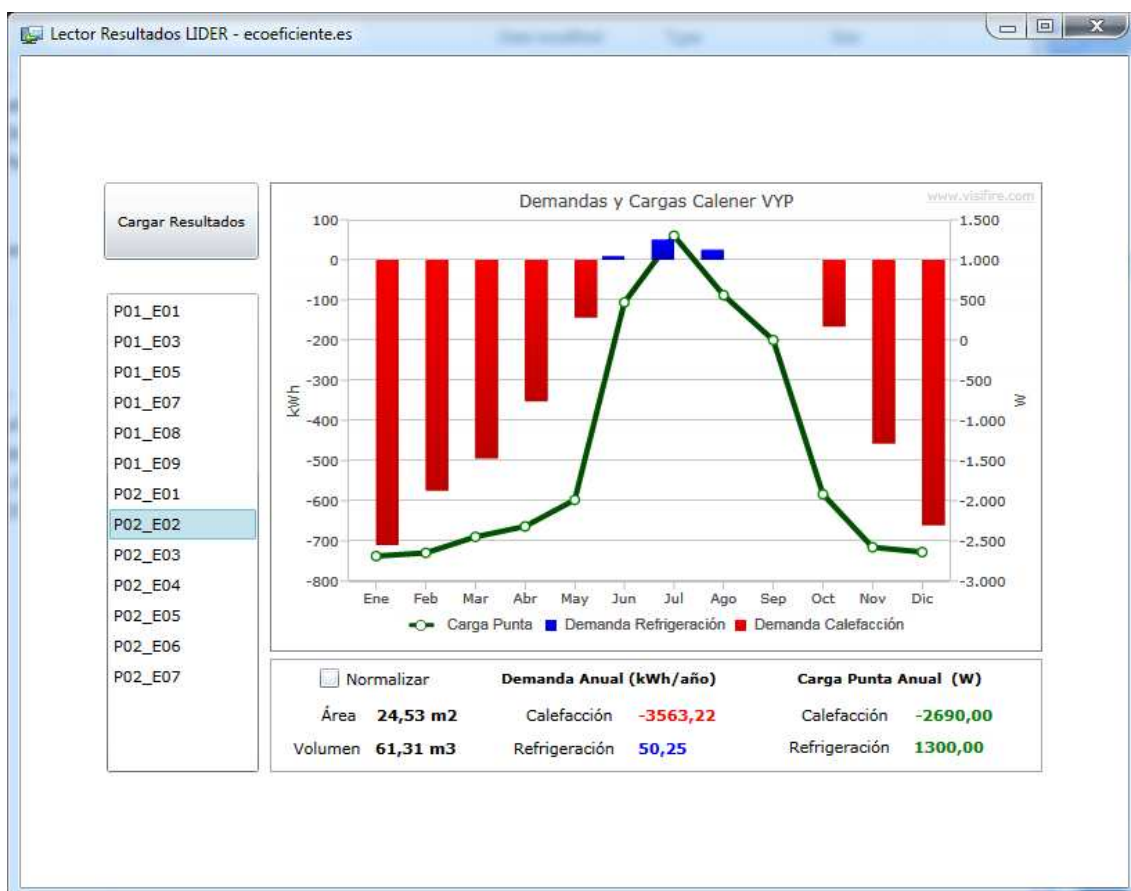 Lector Resultados LIDER - ecoeficiente.es
Cargar Resultados
P01_E01
P01_E03
P01_E05
P01_E07
P01_E08
P01_E09
P02_E01
P02_E02
P02_E03
P02_E04
P02_E05
P02_E06
P02_E07
Demandas y Cargas Calener VYP
www.visifire.com
kWh
100
0
-100
-200
-300
-400
-500
-600
-700
-800
1.500
1.000
500
0
-500
-1.000
-1.500
-2.000
-2.500
-3.000
W
Ene Feb Mar Abr May Jun Jul Ago Sep Oct Nov Dic
Carga Punta Demanda Refrigeración Demanda Calefacción
Normalizar Demanda Anual (kWh/año) Carga Punta Anual (W)
Área 24,53 m2 Calefacción -3563,22 Calefacción -2690,00
Volumen 61,31 m3 Refrigeración 50,25 Refrigeración 1300,00